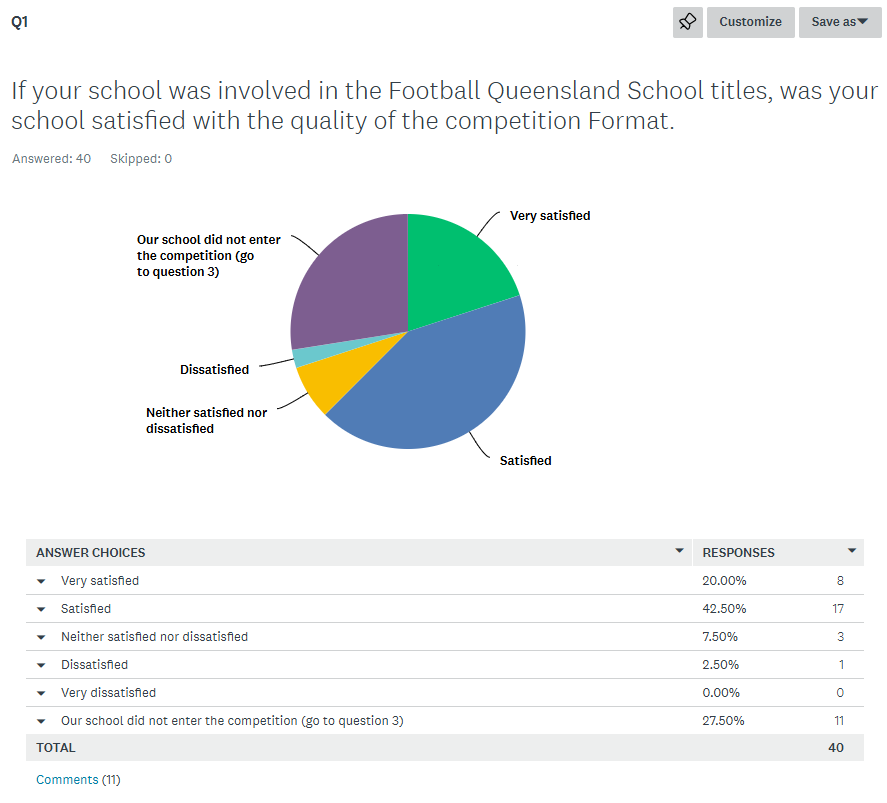 Q1
Customize
Save as
If your school was involved in the Football Queensland School titles, was your
school satisfied with the quality of the competition Format.
Answered: 40 Skipped: 0
Very satisfied
Our school did not enter
the competition (go
to question 3)
Dissatisfied
Neither satisfied nor
dissatisfied
Satisfied
ANSWER CHOICES RESPONSES
Very satisfied 20.00% 8
Satisfied 42.50% 17
Neither satisfied nor dissatisfied 7.50% 3
Dissatisfied 2.50% 1
Very dissatisfied 0.00% 0
Our school did not enter the competition (go to question 3) 27.50% 11
TOTAL 40
Comments (11)